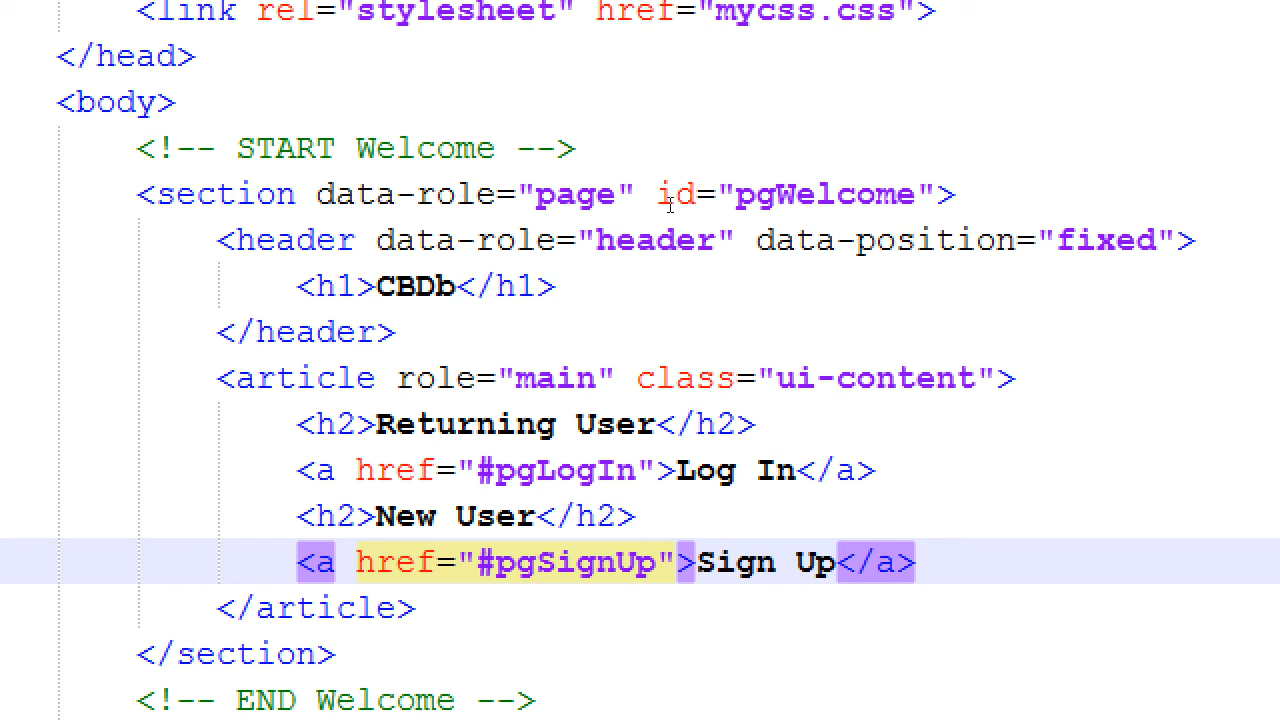 <link rel="stylesheet" href="mycss.css">
</head>
<body>
<!-- START Welcome -->
<section data-role="page" id="pgWelcome">
<header data-role="header" data-position="fixed">
<h1>CBDb</h1>
</header>
<article role="main" class="ui-content">
<h2>Returning User</h2>
<a href="#pgLogIn">Log In</a>
<h2>New User</h2>
<a href="#pgSignUp">Sign Up</a>
</article>
</section>
<!-- END Welcome -->